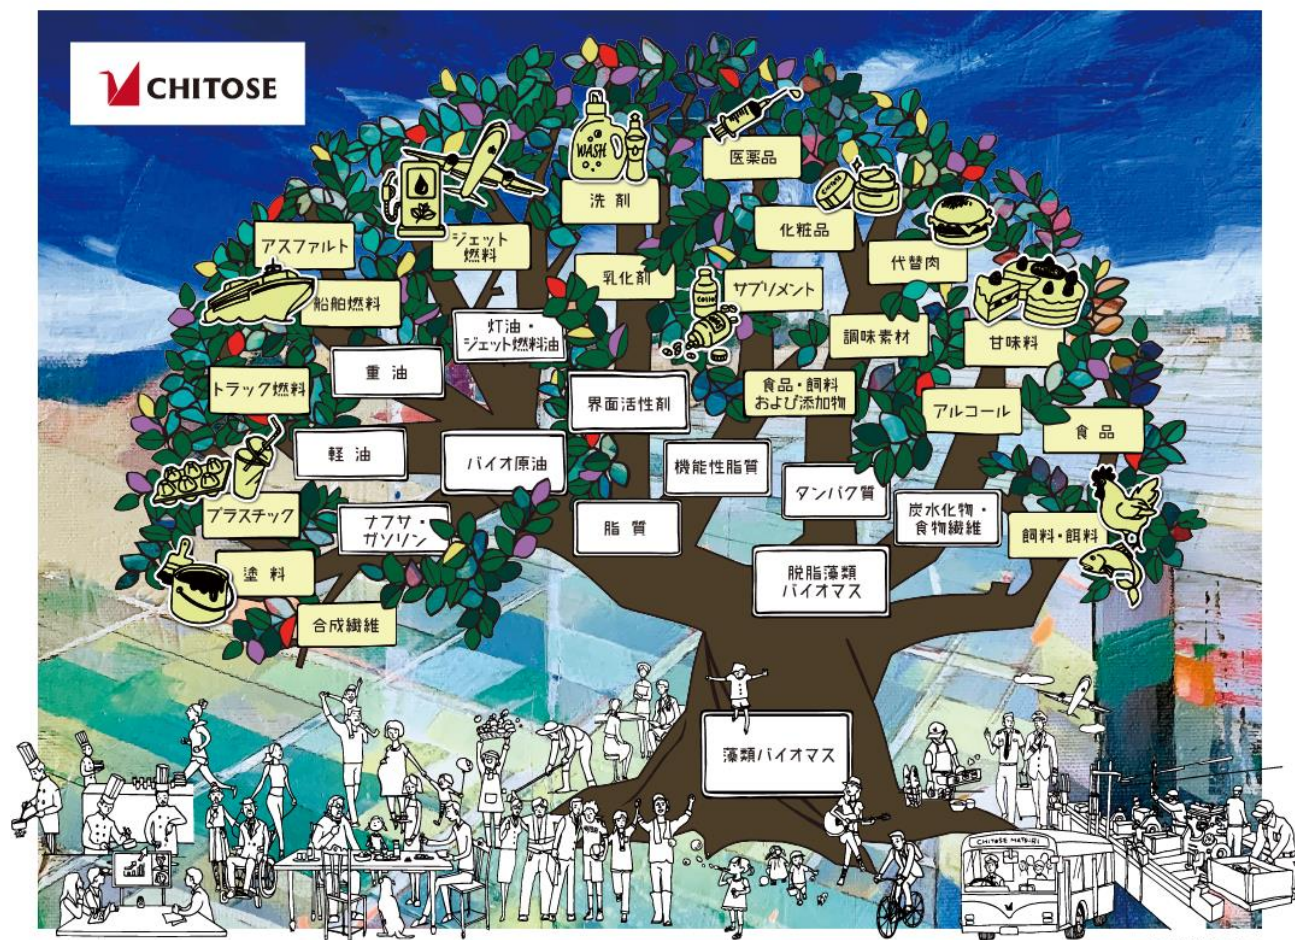 CHITOSE
WASH
医薬品
洗剤
化粧品
アスファルト
ジェット
燃料
代替肉
乳化剤
サプリメント
船舶燃料
灯油・
ジェット燃料油
調味素材
甘味料
重油
トラック燃料
界面活性剤
食品・飼料
および添加物
アルコール
食品
軽油
バイオ原油
機能性脂質
タンパク質
プラスチック
ナフサ・
ガソリン
脂質
炭水化物・
食物繊維
飼料・餌料
塗料
脱脂藻類
バイオマス
合成繊維
藻類バイオマス
CHITOSE MATSURI